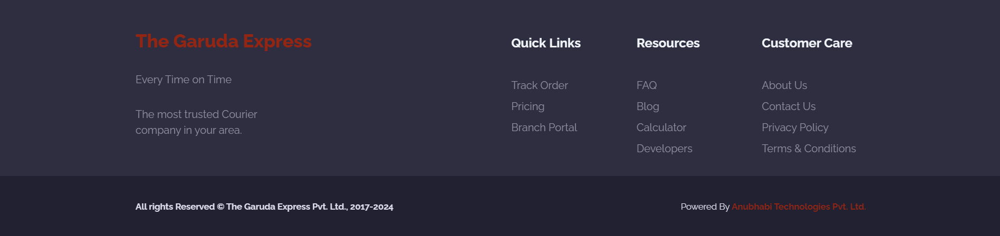 The Garuda Express
Every Time on Time
The most trusted Courier
company in your area.
Quick Links
Track Order
Pricing
Branch Portal
Resources
FAQ
Blog
Calculator
Developers
Customer Care
About Us
Contact Us
Privacy Policy
Terms & Conditions
All rights Reserved © The Garuda Express Pvt. Ltd., 2017-2024
Powered By Anubhabi Technologies Pvt. Ltd.